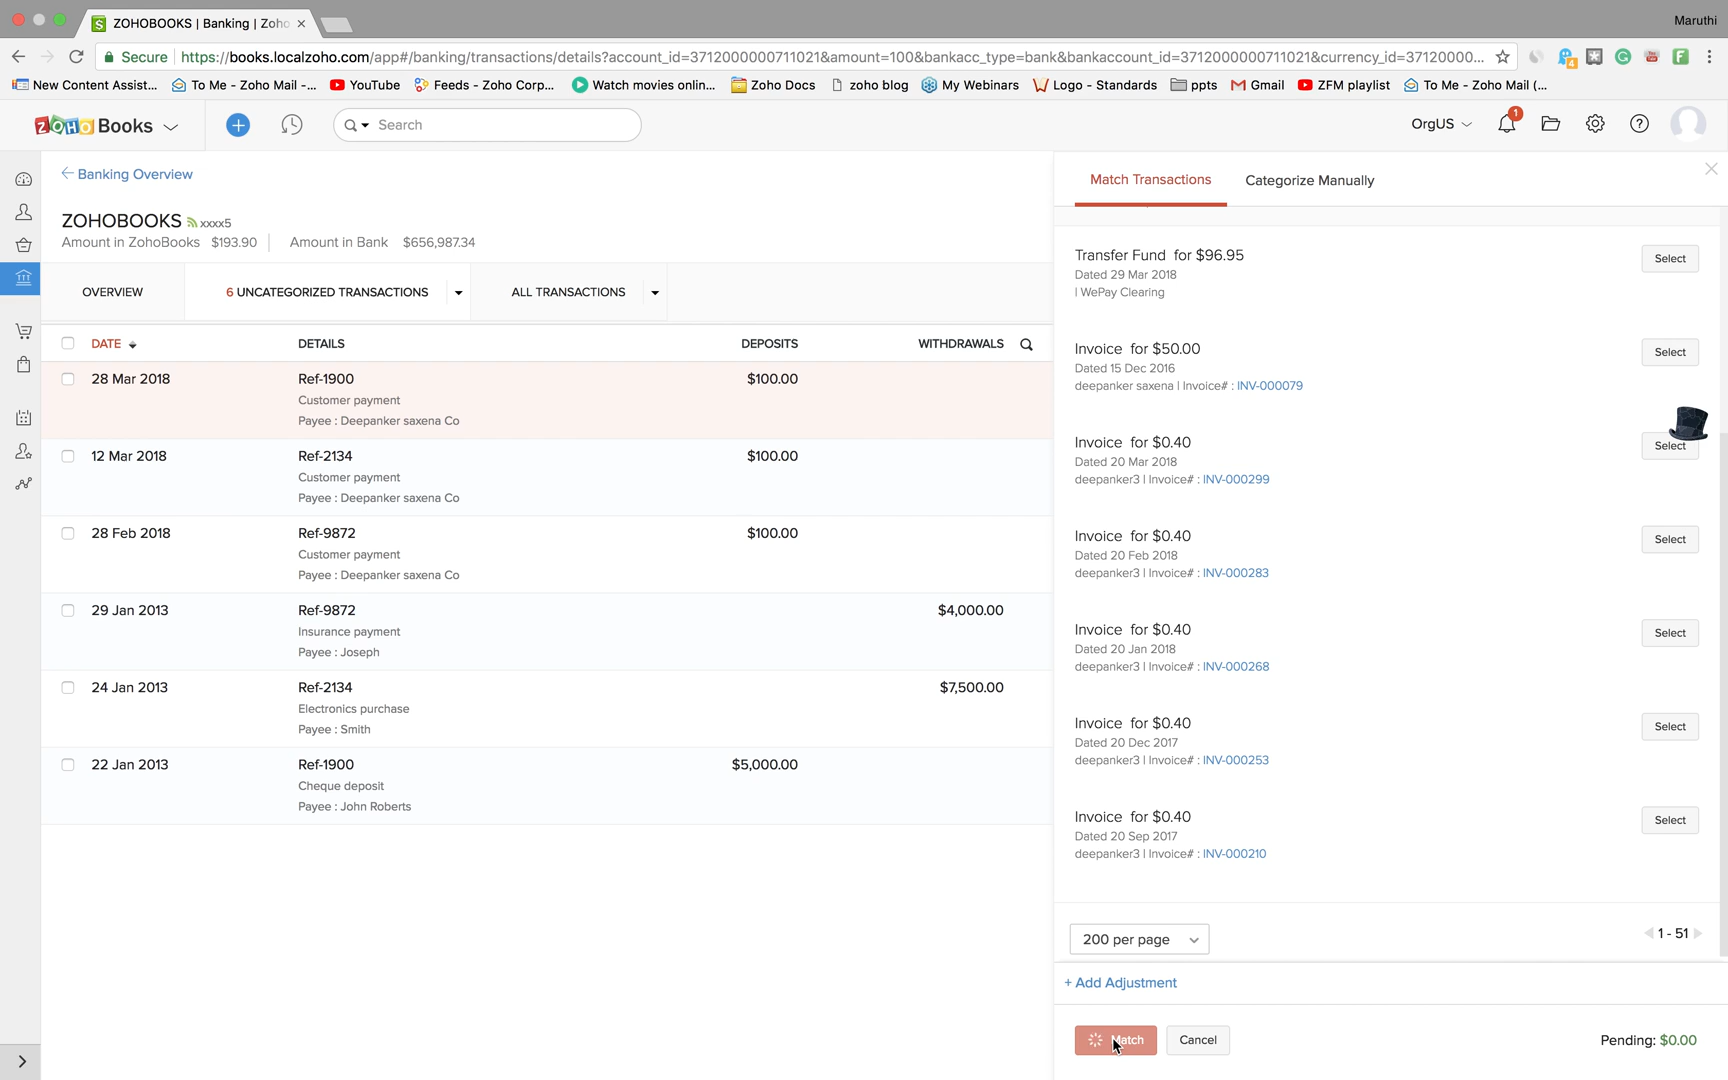 Maruthi
ZOHOBOOKS | Banking | Zoho
Secure https://books.localzoho.com/app#/banking/transactions/details?account_id=3712000000711021&amount=100&bankacc_type=bank&bankaccount_id=3712000000711021&currency_id=37120000...
4
New Content Assist...
To Me - Zoho Mail -...
YouTube
Feeds - Zoho Corp...
Watch movies onlin...
Zoho Docs
zoho blog
My Webinars
Logo - Standards
ppts
Gmail
ZFM playlist
To Me - Zoho Mail (...
ZOHO Books
Search
OrgUS
1
Banking Overview
ZOHOBOOKS xxxx5
Amount in ZohoBooks $193.90 Amount in Bank $656,987.34
OVERVIEW
6 UNCATEGORIZED TRANSACTIONS
ALL TRANSACTIONS
DATE DETAILS DEPOSITS WITHDRAWALS
28 Mar 2018 Ref-1900 $100.00
Customer payment
Payee : Deepanker saxena Co
12 Mar 2018 Ref-2134 $100.00
Customer payment
Payee : Deepanker saxena Co
28 Feb 2018 Ref-9872 $100.00
Customer payment
Payee : Deepanker saxena Co
29 Jan 2013 Ref-9872 $4,000.00
Insurance payment
Payee : Joseph
24 Jan 2013 Ref-2134 $7,500.00
Electronics purchase
Payee : Smith
22 Jan 2013 Ref-1900 $5,000.00
Cheque deposit
Payee : John Roberts
Match Transactions Categorize Manually
Transfer Fund for $96.95 Select
Dated 29 Mar 2018
| WePay Clearing
Invoice for $50.00 Select
Dated 15 Dec 2016
deepanker saxena | Invoice# : INV-000079
Invoice for $0.40 Select
Dated 20 Mar 2018
deepanker3 | Invoice# : INV-000299
Invoice for $0.40 Select
Dated 20 Feb 2018
deepanker3 | Invoice# : INV-000283
Invoice for $0.40 Select
Dated 20 Jan 2018
deepanker3 | Invoice# : INV-000268
Invoice for $0.40 Select
Dated 20 Dec 2017
deepanker3 | Invoice# : INV-000253
Invoice for $0.40 Select
Dated 20 Sep 2017
deepanker3 | Invoice# : INV-000210
200 per page 1 - 51
+ Add Adjustment
Match Cancel Pending: $0.00